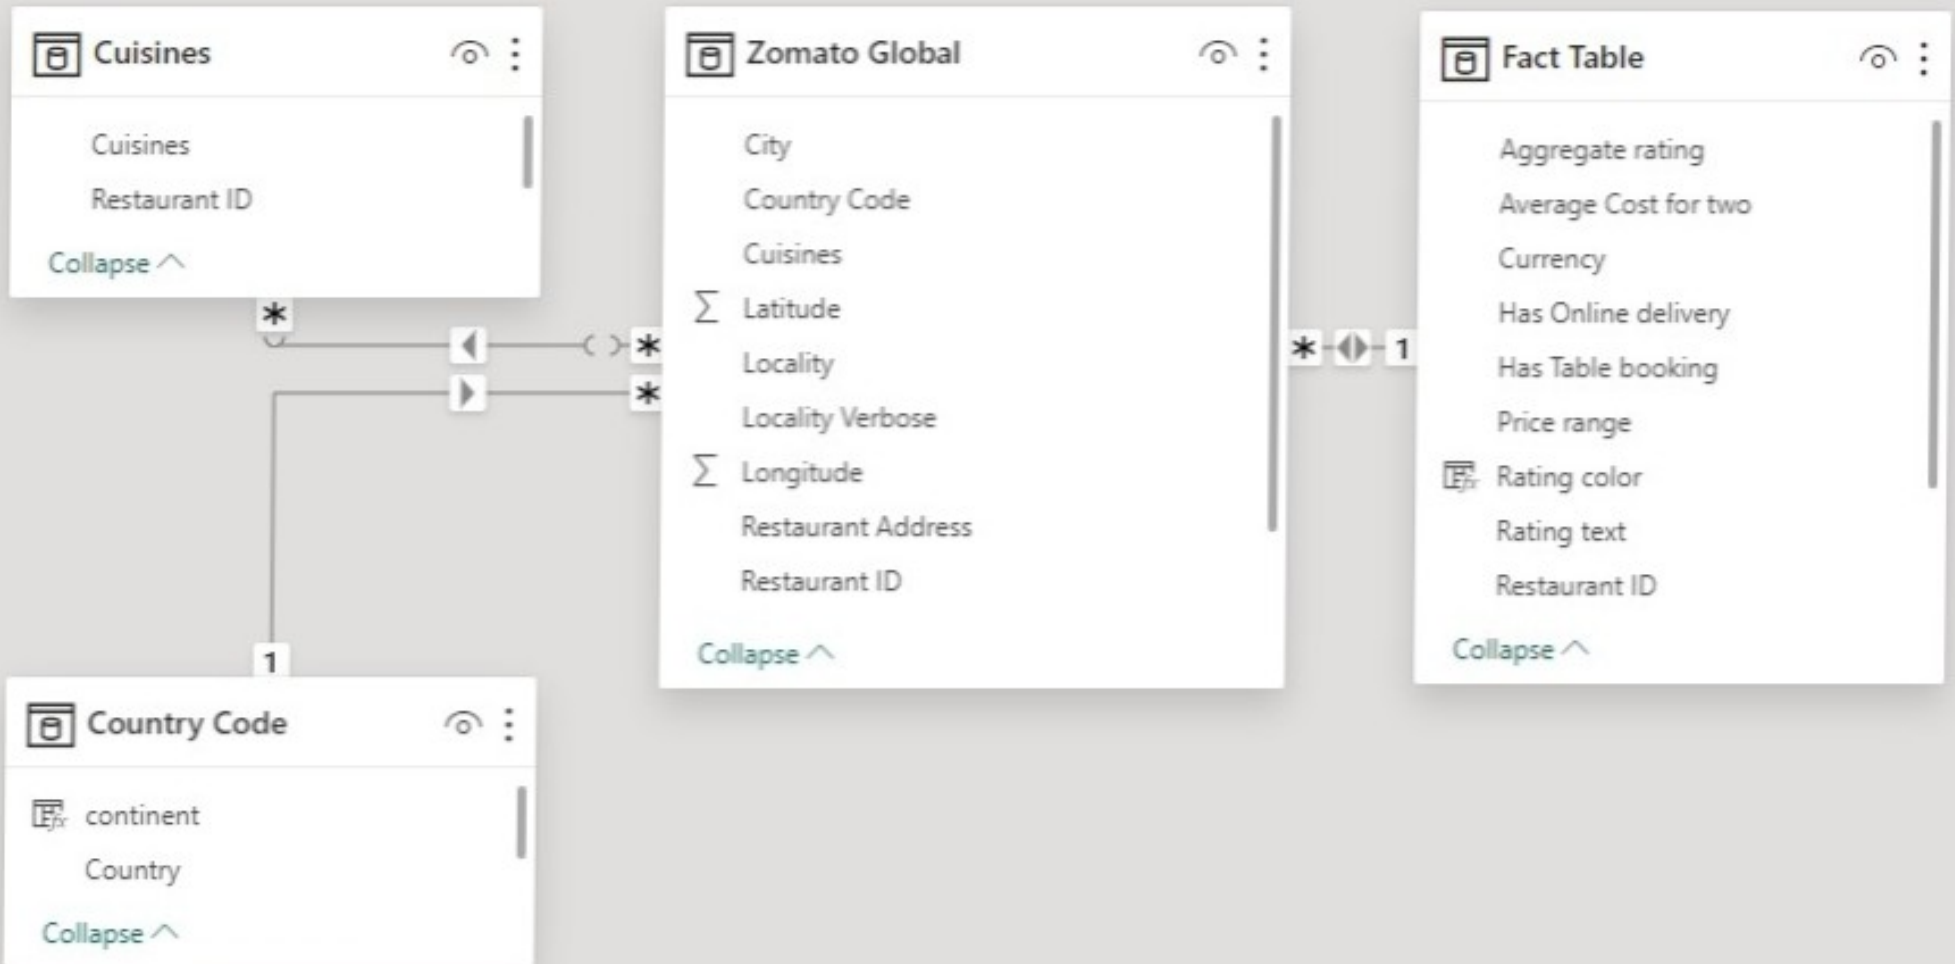 Cuisines
Cuisines
Restaurant ID
Collapse
*
*
*
1
Country Code
continent
Country
Collapse
Zomato Global
City
Country Code
Cuisines
Σ Latitude
Locality
Locality Verbose
Σ Longitude
Restaurant Address
Restaurant ID
Collapse
* 1
Fact Table
Aggregate rating
Average Cost for two
Currency
Has Online delivery
Has Table booking
Price range
Rating color
Rating text
Restaurant ID
Collapse